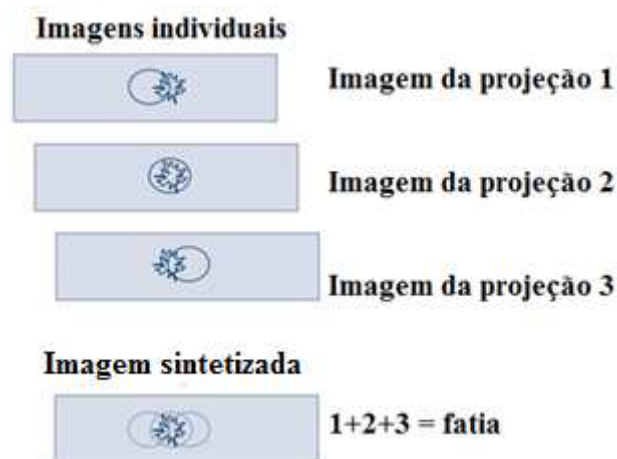 Imagens individuais
Imagem da projeção 1
Imagem da projeção 2
Imagem da projeção 3
Imagem sintetizada
1+2+3 = fatia